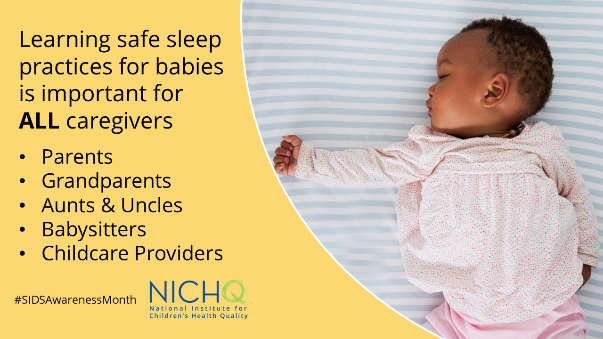 Learning safe sleep
practices for babies
is important for
ALL caregivers
• Parents
• Grandparents
• Aunts & Uncles
• Babysitters
• Childcare Providers
#SIDSAwarenessMonth
NICHQ
National Institute for
Children's Health Quality